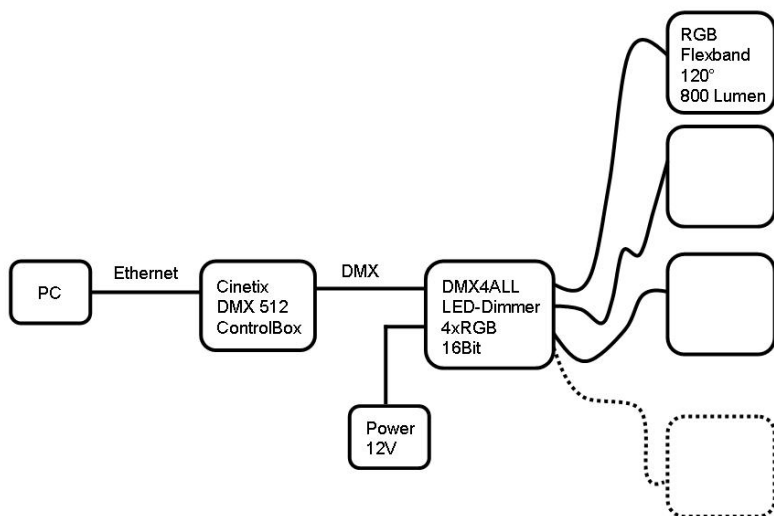 RGB
Flexband
120°
800 Lumen
PC
Ethernet
Cinetix
DMX 512
ControlBox
DMX
DMX4ALL
LED-Dimmer
4xRGB
16Bit
Power
12V